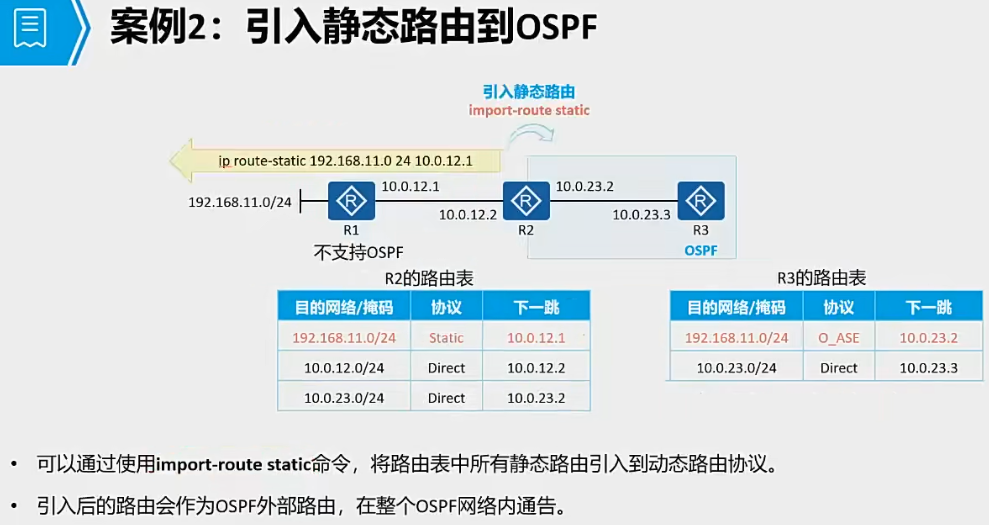 案例2：引入静态路由到OSPF
引入静态路由
import-route static
ip route-static 192.168.11.0 24 10.0.12.1
192.168.11.0/24
10.0.12.1
10.0.12.2
10.0.23.2
10.0.23.3
R
R
R
R1
R2
R3
不支持OSPF
OSPF
R2的路由表
目的网络/掩码 协议 下一跳
192.168.11.0/24 Static 10.0.12.1
10.0.12.0/24 Direct 10.0.12.2
10.0.23.0/24 Direct 10.0.23.2
R3的路由表
目的网络/掩码 协议 下一跳
192.168.11.0/24 O_ASE 10.0.23.2
10.0.23.0/24 Direct 10.0.23.3
• 可以通过使用import-route static命令，将路由表中所有静态路由引入到动态路由协议。
• 引入后的路由会作为OSPF外部路由，在整个OSPF网络内通告。